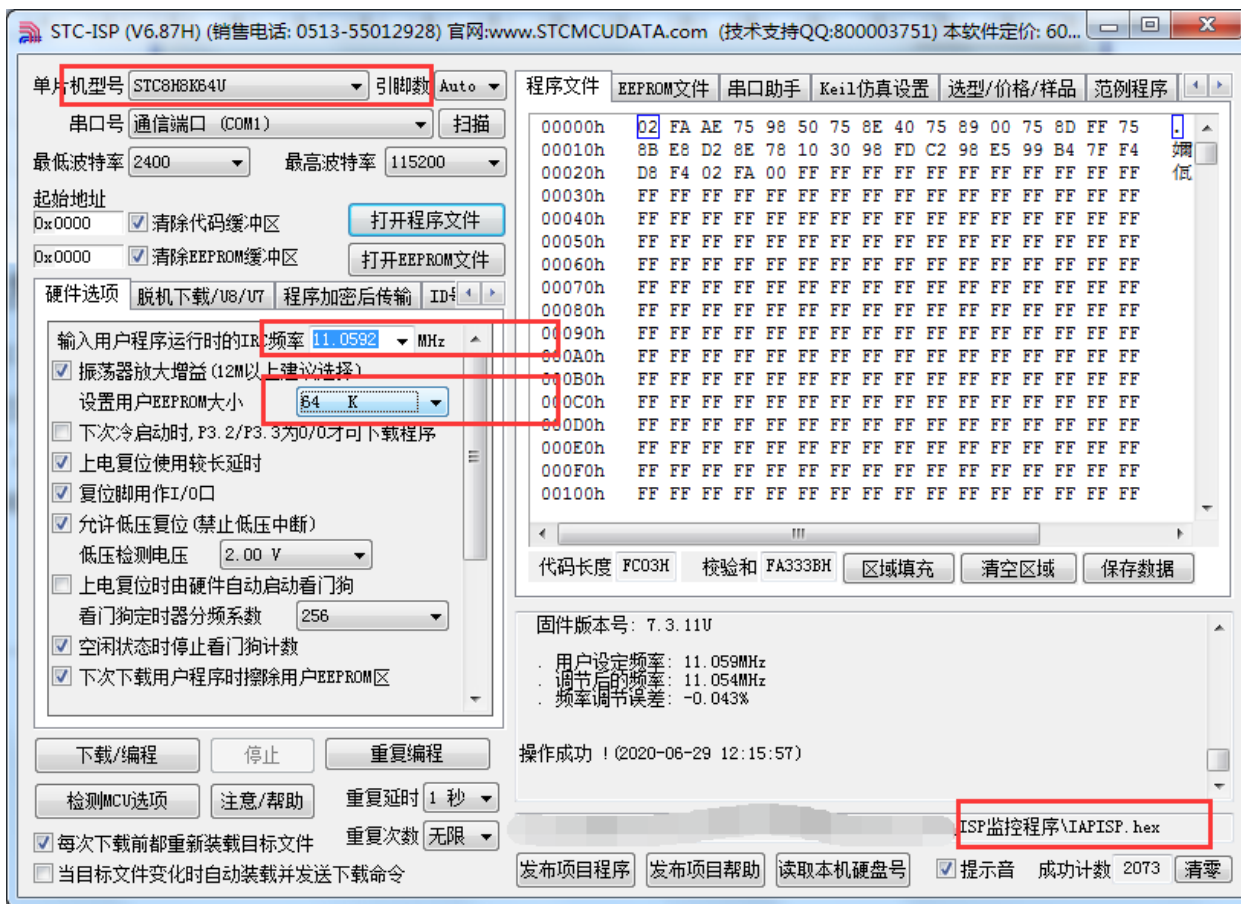 STC-ISP (V6.87H) (销售电话: 0513-55012928) 官网:www.STCMCUDATA.com (技术支持QQ:800003751) 本软件定价: 60...
单片机型号 STC8H8K64U 引脚数 Auto
串口号 通信端口 (COM1) 扫描
最低波特率 2400 最高波特率 115200
起始地址
0x0000 清除代码缓冲区 打开程序文件
0x0000 清除EEPROM缓冲区 打开EEPROM文件
硬件选项 脱机下载/U8/U7 程序加密后传输
输入用户程序运行时的IRC频率 11.0592 MHz
振荡器放大增益(12M以上建议选择)
设置用户EEPROM大小 64 K
下次冷启动时,P3.2/P3.3为0/0才可下载程序
上电复位使用较长延时
复位脚用作I/O口
允许低压复位(禁止低压中断)
低压检测电压 2.00 V
上电复位时由硬件自动启动看门狗
看门狗定时器分频系数 256
空闲状态时停止看门狗计数
下次下载用户程序时擦除用户EEPROM区
下载/编程 停止 重复编程
检测MCU选项 注意/帮助 重复延时 1 秒
每次下载前都重新装载目标文件 重复次数 无限
当目标文件变化时自动装载并发送下载命令
程序文件 EEPROM文件 串口助手 Keil仿真设置 选型/价格/样品 范例程序
00000h 02 FA AE 75 98 50 75 8E 40 75 89 00 75 8D FF 75 .
00010h 8B E8 D2 8E 78 10 30 98 FD C2 98 E5 99 B4 7F F4
00020h D8 F4 02 FA 00 FF FF FF FF FF FF FF FF FF FF FF
00030h FF FF FF FF FF FF FF FF FF FF FF FF FF FF FF FF
00040h FF FF FF FF FF FF FF FF FF FF FF FF FF FF FF FF
00050h FF FF FF FF FF FF FF FF FF FF FF FF FF FF FF FF
00060h FF FF FF FF FF FF FF FF FF FF FF FF FF FF FF FF
00070h FF FF FF FF FF FF FF FF FF FF FF FF FF FF FF FF
00080h FF FF FF FF FF FF FF FF FF FF FF FF FF FF FF FF
00090h FF FF FF FF FF FF FF FF FF FF FF FF FF FF FF FF
000A0h FF FF FF FF FF FF FF FF FF FF FF FF FF FF FF FF
000B0h FF FF FF FF FF FF FF FF FF FF FF FF FF FF FF FF
000C0h FF FF FF FF FF FF FF FF FF FF FF FF FF FF FF FF
000D0h FF FF FF FF FF FF FF FF FF FF FF FF FF FF FF FF
000E0h FF FF FF FF FF FF FF FF FF FF FF FF FF FF FF FF
000F0h FF FF FF FF FF FF FF FF FF FF FF FF FF FF FF FF
00100h FF FF FF FF FF FF FF FF FF FF FF FF FF FF FF FF
代码长度 FC03H 校验和 FA333BH 区域填充 清空区域 保存数据
固件版本号: 7.3.11U
. 用户设定频率: 11.059MHz
. 调节后的频率: 11.054MHz
. 频率调节误差: -0.043%
操作成功 !(2020-06-29 12:15:57)
ISP监控程序\IAPISP.hex
发布项目程序 发布项目帮助 读取本机硬盘号 提示音 成功计数 2073 清零